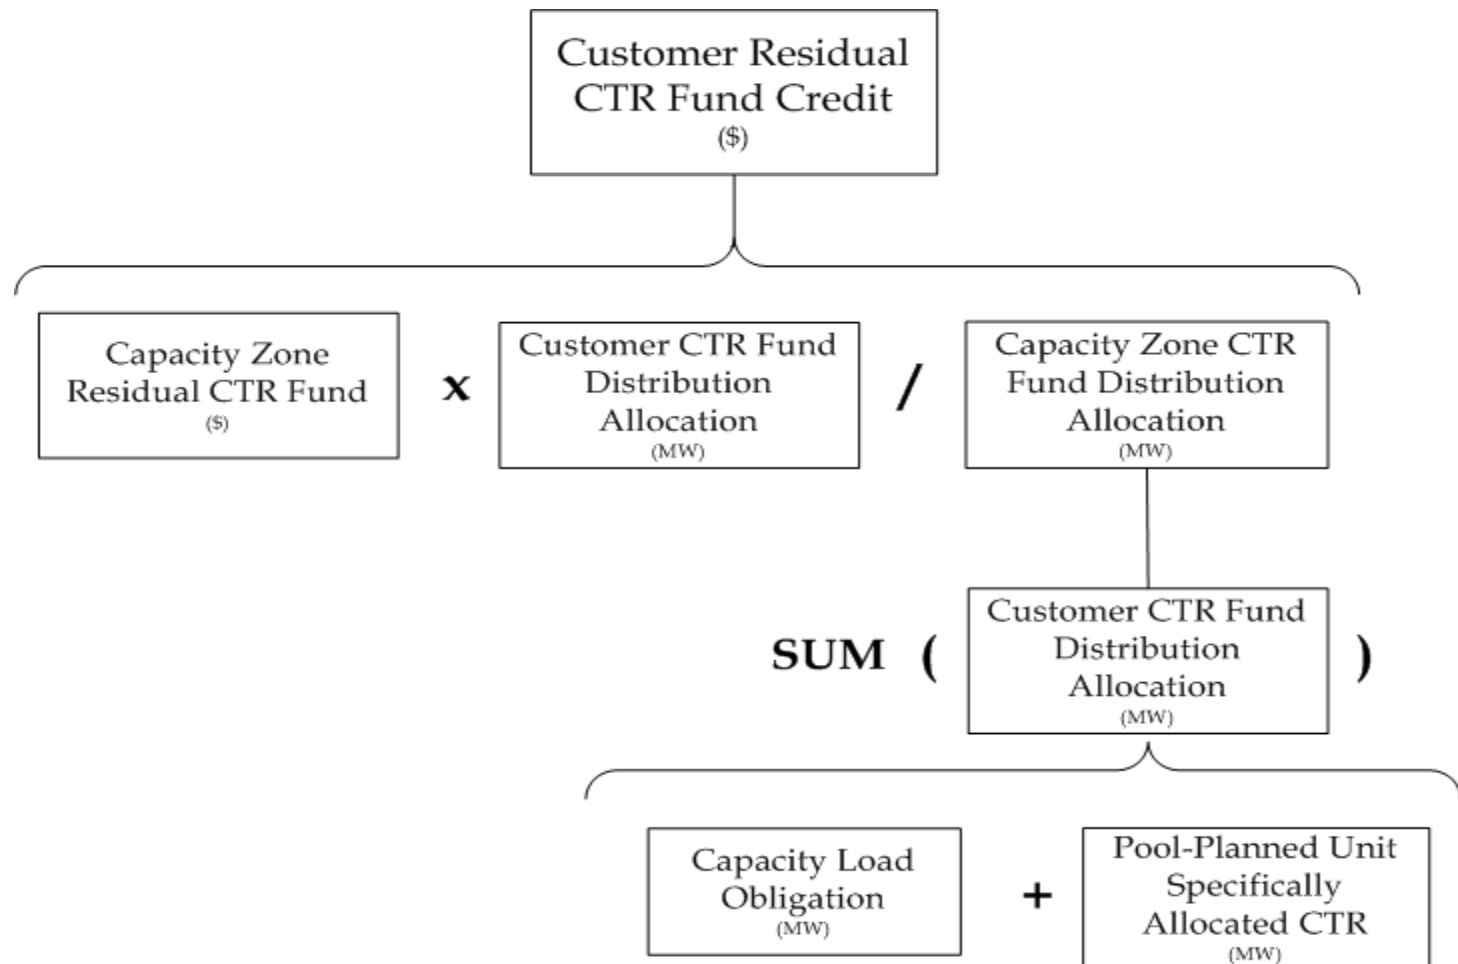 Customer Residual
CTR Fund Credit
($)
Capacity Zone
Residual CTR Fund
($)
x
Customer CTR Fund
Distribution
Allocation
(MW)
/
Capacity Zone CTR
Fund Distribution
Allocation
(MW)
SUM (
Customer CTR Fund
Distribution
Allocation
(MW)
)
Capacity Load
Obligation
(MW)
+
Pool-Planned Unit
Specifically
Allocated CTR
(MW)